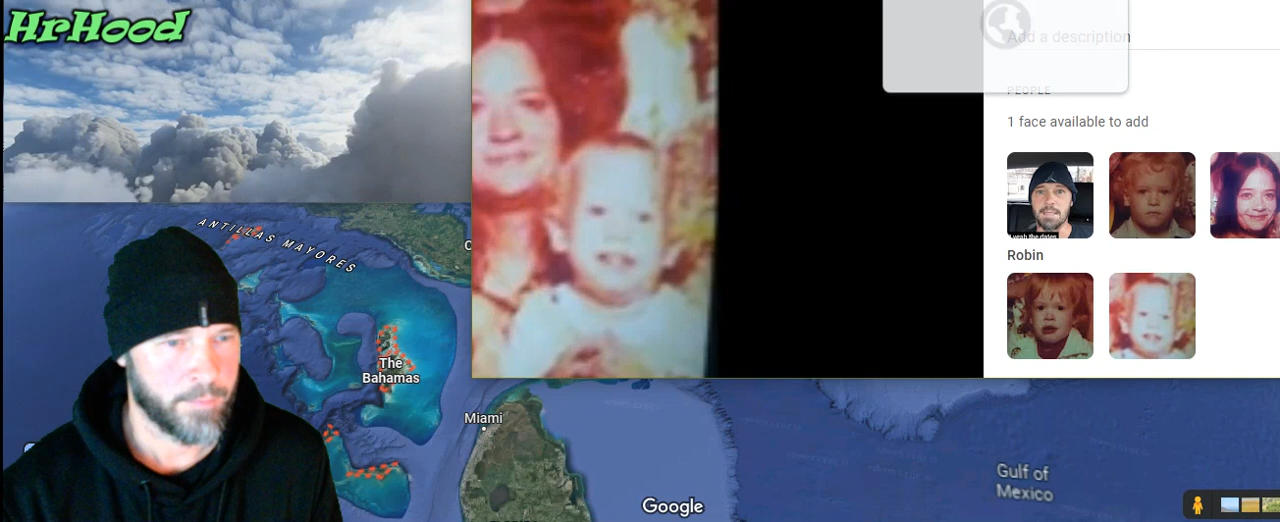 HrHood
ANTILLAS MAYORES
The
Bahamas
Miami
Google
Gulf of
Mexico
Add a description
PEOPLE
1 face available to add
Robin